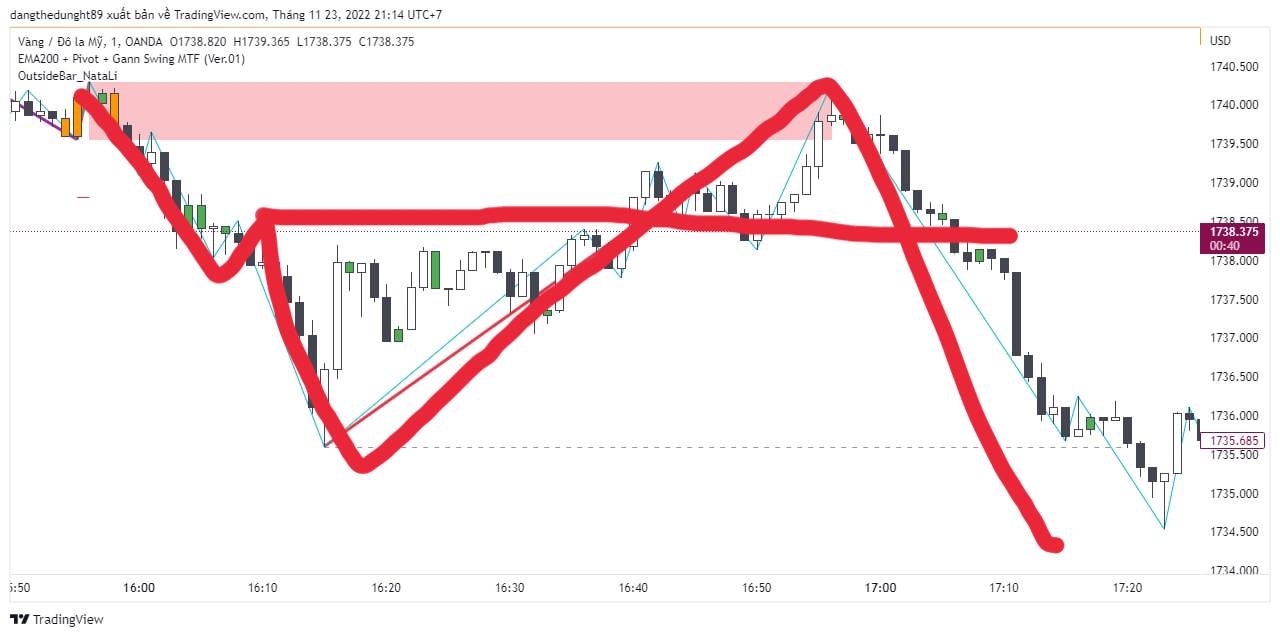 dangthedunght89 xuất bản về TradingView.com, Tháng 11 23, 2022 21:14 UTC+7
Vàng / Đô la Mỹ, 1, OANDA O1738.820 H1739.365 L1738.375 C1738.375
EMA200 + Pivot + Gann Swing MTF (Ver.01)
OutsideBar_NataLi
USD
1740.500
1740.000
1739.500
1739.000
1738.500
1738.375
00:40
1738.000
1737.500
1737.000
1736.500
1736.000
1735.685
1735.500
1735.000
1734.500
1734.000
5:50 16:00 16:10 16:20 16:30 16:40 16:50 17:00 17:10 17:20
TradingView